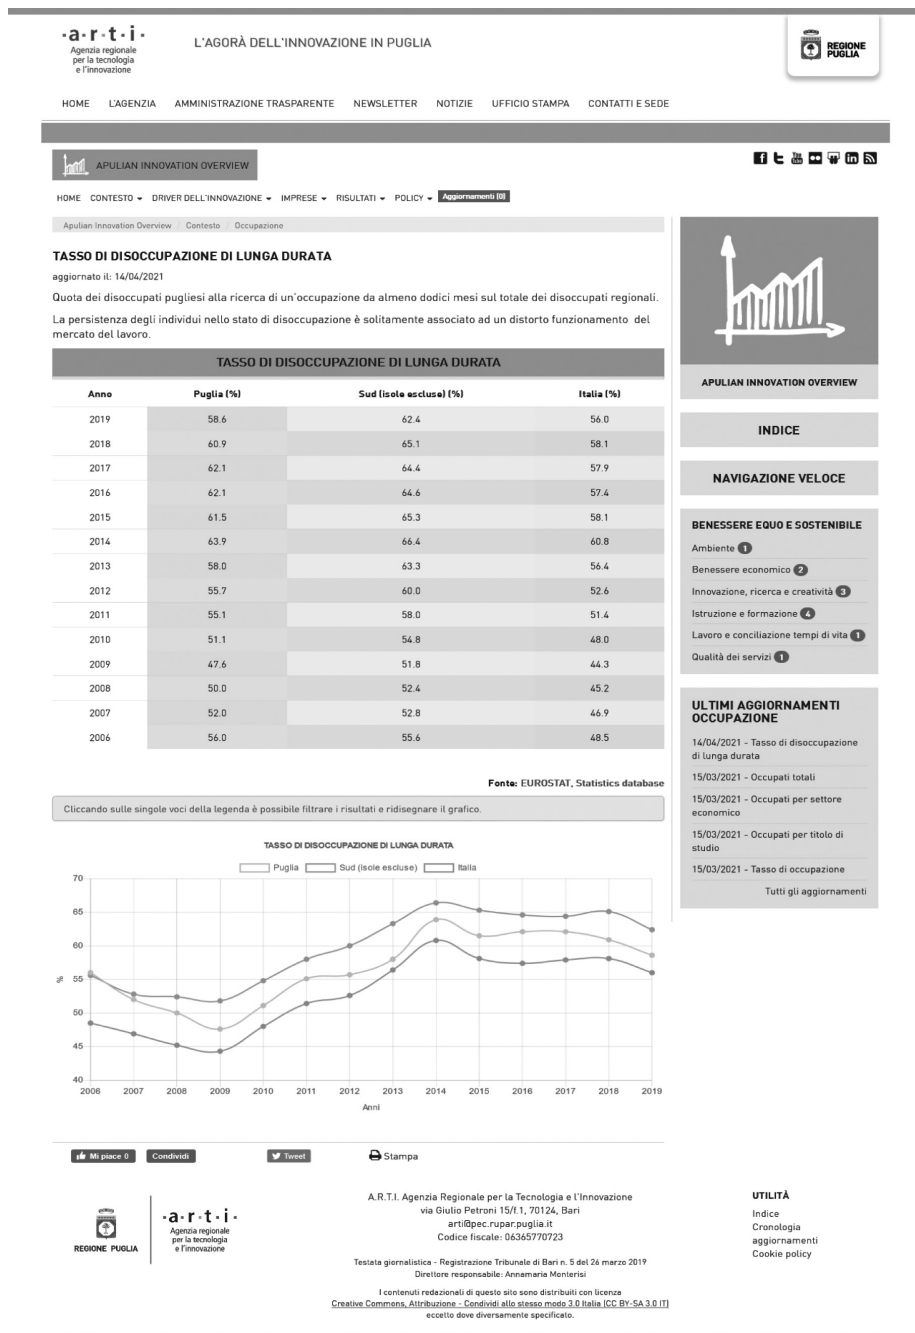 ·a·r·t·i·
Agenzia regionale
per la tecnologia
e l'innovazione
L'AGORÀ DELL'INNOVAZIONE IN PUGLIA
REGIONE
PUGLIA
HOME L'AGENZIA AMMINISTRAZIONE TRASPARENTE NEWSLETTER NOTIZIE UFFICIO STAMPA CONTATTI E SEDE
APULIAN INNOVATION OVERVIEW
HOME CONTESTO DRIVER DELL'INNOVAZIONE IMPRESE RISULTATI POLICY Aggiornamenti [0]
Apulian Innovation Overview / Contesto / Occupazione
TASSO DI DISOCCUPAZIONE DI LUNGA DURATA
aggiornato il: 14/04/2021
Quota dei disoccupati pugliesi alla ricerca di un'occupazione da almeno dodici mesi sul totale dei disoccupati regionali.
La persistenza degli individui nello stato di disoccupazione è solitamente associato ad un distorto funzionamento del
mercato del lavoro.
TASSO DI DISOCCUPAZIONE DI LUNGA DURATA
Anno Puglia (%) Sud (isole escluse) (%) Italia (%)
2019 58.6 62.4 56.0
2018 60.9 65.1 58.1
2017 62.1 64.4 57.9
2016 62.1 64.6 57.4
2015 61.5 65.3 58.1
2014 63.9 66.4 60.8
2013 58.0 63.3 56.4
2012 55.7 60.0 52.6
2011 55.1 58.0 51.4
2010 51.1 54.8 48.0
2009 47.6 51.8 44.3
2008 50.0 52.4 45.2
2007 52.0 52.8 46.9
2006 56.0 55.6 48.5
Fonte: EUROSTAT, Statistics database
Cliccando sulle singole voci della legenda è possibile filtrare i risultati e ridisegnare il grafico.
TASSO DI DISOCCUPAZIONE DI LUNGA DURATA
Puglia Sud (isole escluse) Italia
70
65
60
55
50
45
40
%
2006 2007 2008 2009 2010 2011 2012 2013 2014 2015 2016 2017 2018 2019
Anni
APULIAN INNOVATION OVERVIEW
INDICE
NAVIGAZIONE VELOCE
BENESSERE EQUO E SOSTENIBILE
Ambiente 1
Benessere economico 2
Innovazione, ricerca e creatività 3
Istruzione e formazione 4
Lavoro e conciliazione tempi di vita 1
Qualità dei servizi 1
ULTIMI AGGIORNAMENTI
OCCUPAZIONE
14/04/2021 - Tasso di disoccupazione
di lunga durata
15/03/2021 - Occupati totali
15/03/2021 - Occupati per settore
economico
15/03/2021 - Occupati per titolo di
studio
15/03/2021 - Tasso di occupazione
Tutti gli aggiornamenti
Mi piace 0 Condividi Tweet Stampa
REGIONE PUGLIA
·a·r·t·i·
Agenzia regionale
per la tecnologia
e l'innovazione
A.R.T.I. Agenzia Regionale per la Tecnologia e l'Innovazione
via Giulio Petroni 15/f.1, 70124, Bari
arti@pec.rupar.puglia.it
Codice fiscale: 06365770723
Testata giornalistica - Registrazione Tribunale di Bari n. 5 del 26 marzo 2019
Direttore responsabile: Annamaria Monterisi
I contenuti redazionali di questo sito sono distribuiti con licenza
Creative Commons, Attribuzione - Condividi allo stesso modo 3.0 Italia (CC BY-SA 3.0 IT)
eccetto dove diversamente specificato.
UTILITÀ
Indice
Cronologia
aggiornamenti
Cookie policy